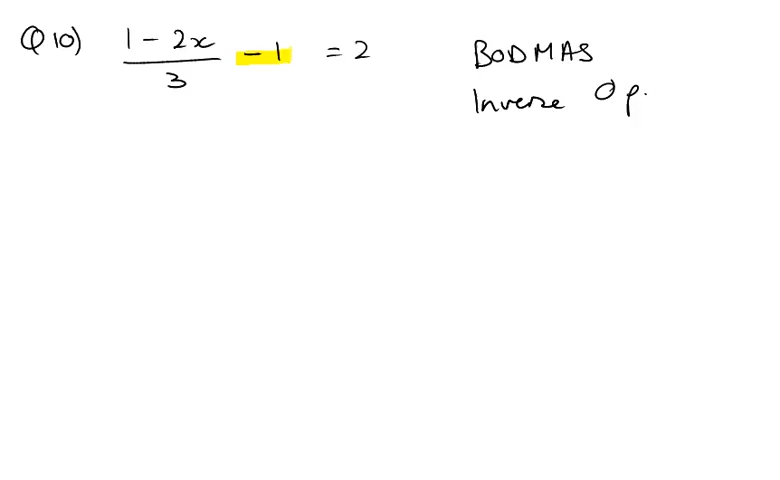 Q10) (1 - 2x)/3 - 1 = 2
BODMAS
Inverse Op.